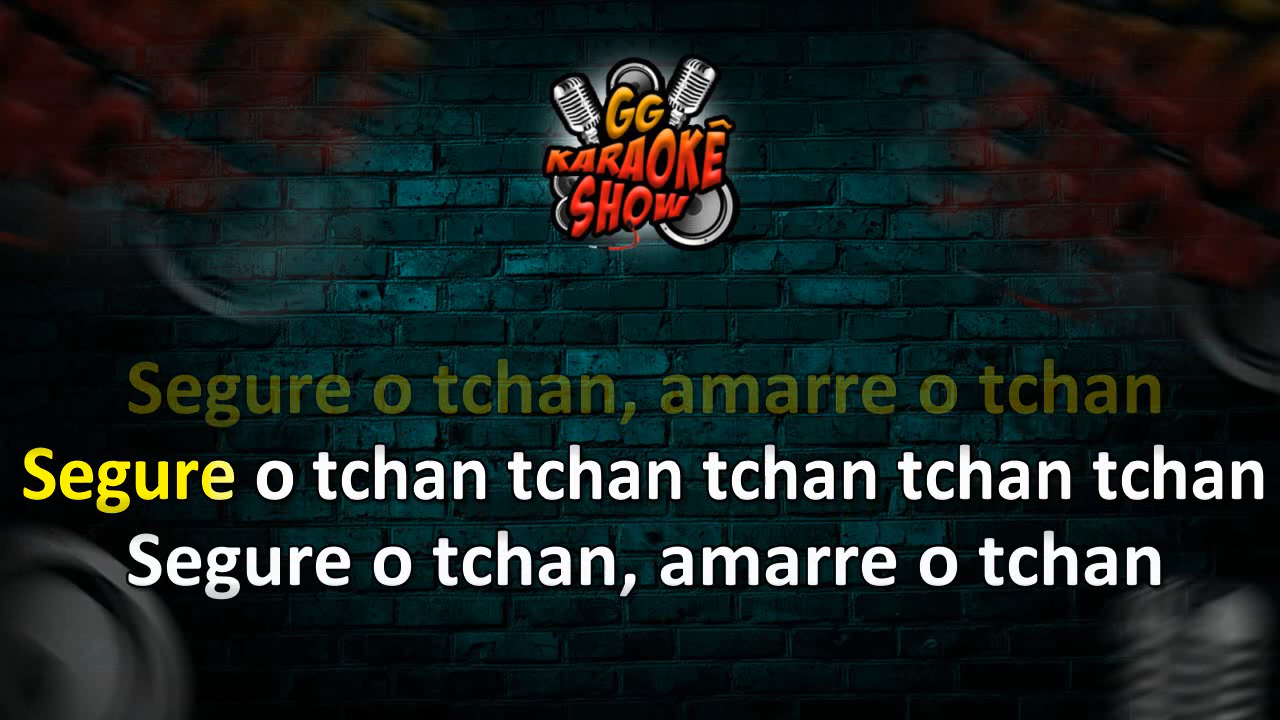 GG
KARAOKÊ
SHOW
Segure o tchan, amarre o tchan
Segure o tchan tchan tchan tchan tchan
Segure o tchan, amarre o tchan